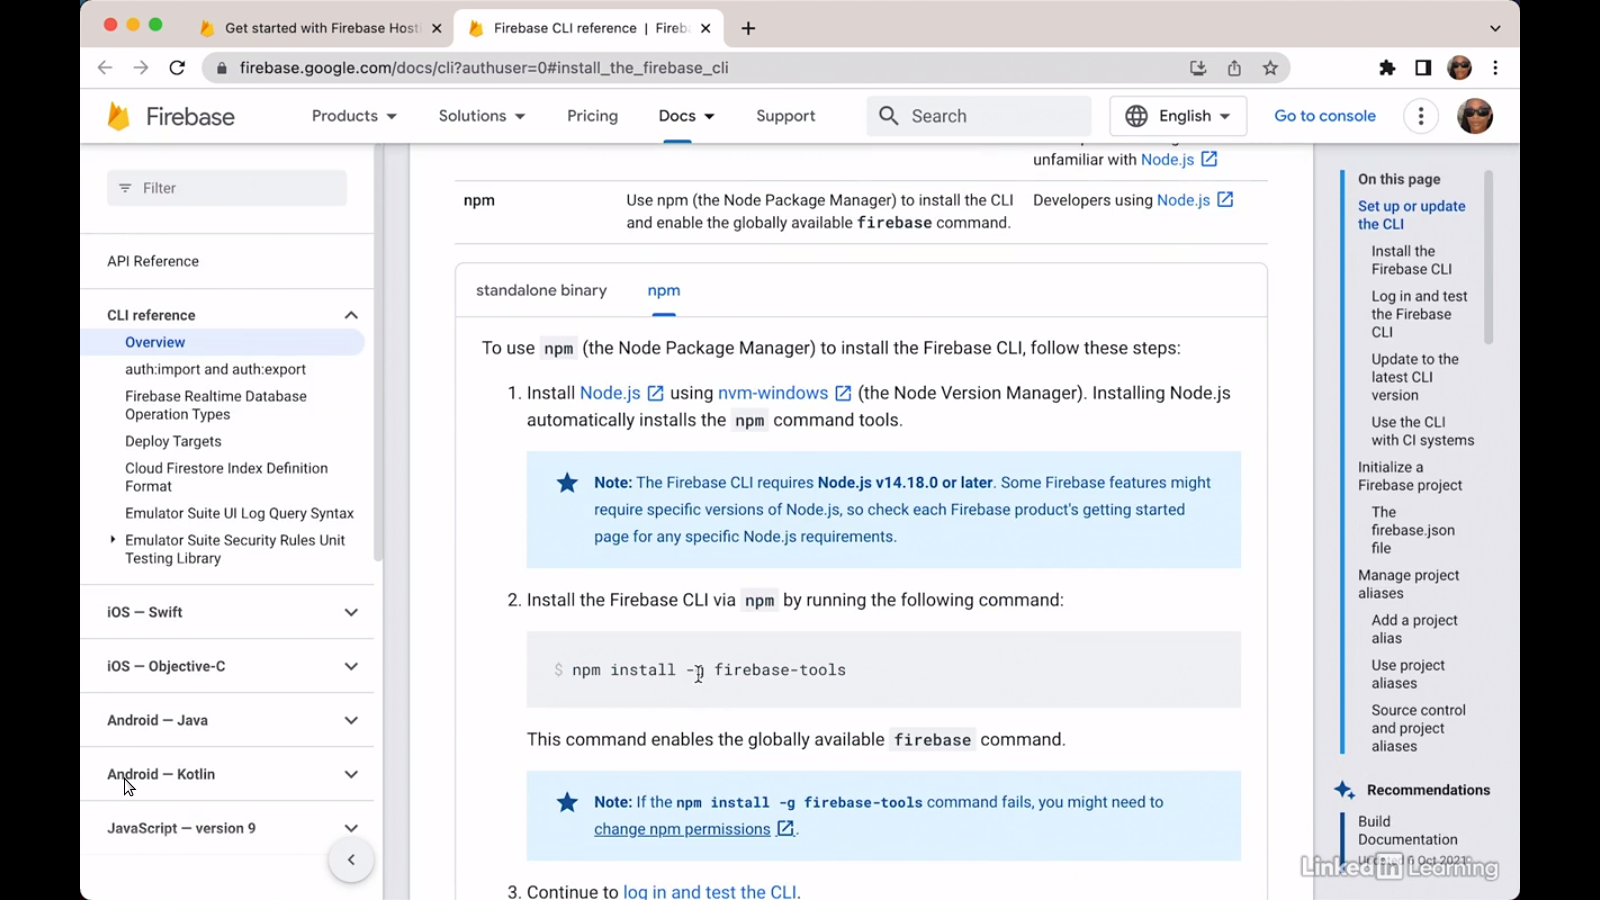 Get started with Firebase Hosti
Firebase CLI reference | Fireba
firebase.google.com/docs/cli?authuser=0#install_the_firebase_cli
Firebase
Products
Solutions
Pricing
Docs
Support
Search
English
Go to console
Filter
API Reference
CLI reference
Overview
auth:import and auth:export
Firebase Realtime Database
Operation Types
Deploy Targets
Cloud Firestore Index Definition
Format
Emulator Suite UI Log Query Syntax
Emulator Suite Security Rules Unit
Testing Library
iOS — Swift
iOS — Objective-C
Android — Java
Android — Kotlin
JavaScript — version 9
unfamiliar with Node.js
npm
Use npm (the Node Package Manager) to install the CLI
and enable the globally available firebase command.
Developers using Node.js
standalone binary
npm
To use npm (the Node Package Manager) to install the Firebase CLI, follow these steps:
1. Install Node.js using nvm-windows (the Node Version Manager). Installing Node.js
automatically installs the npm command tools.
Note: The Firebase CLI requires Node.js v14.18.0 or later. Some Firebase features might
require specific versions of Node.js, so check each Firebase product's getting started
page for any specific Node.js requirements.
2. Install the Firebase CLI via npm by running the following command:
$ npm install -g firebase-tools
This command enables the globally available firebase command.
Note: If the npm install -g firebase-tools command fails, you might need to
change npm permissions.
3. Continue to log in and test the CLI.
On this page
Set up or update
the CLI
Install the
Firebase CLI
Log in and test
the Firebase
CLI
Update to the
latest CLI
version
Use the CLI
with CI systems
Initialize a
Firebase project
The
firebase.json
file
Manage project
aliases
Add a project
alias
Use project
aliases
Source control
and project
aliases
Recommendations
Build
Documentation
Updated 6 Oct 2021
LinkedIn Learning